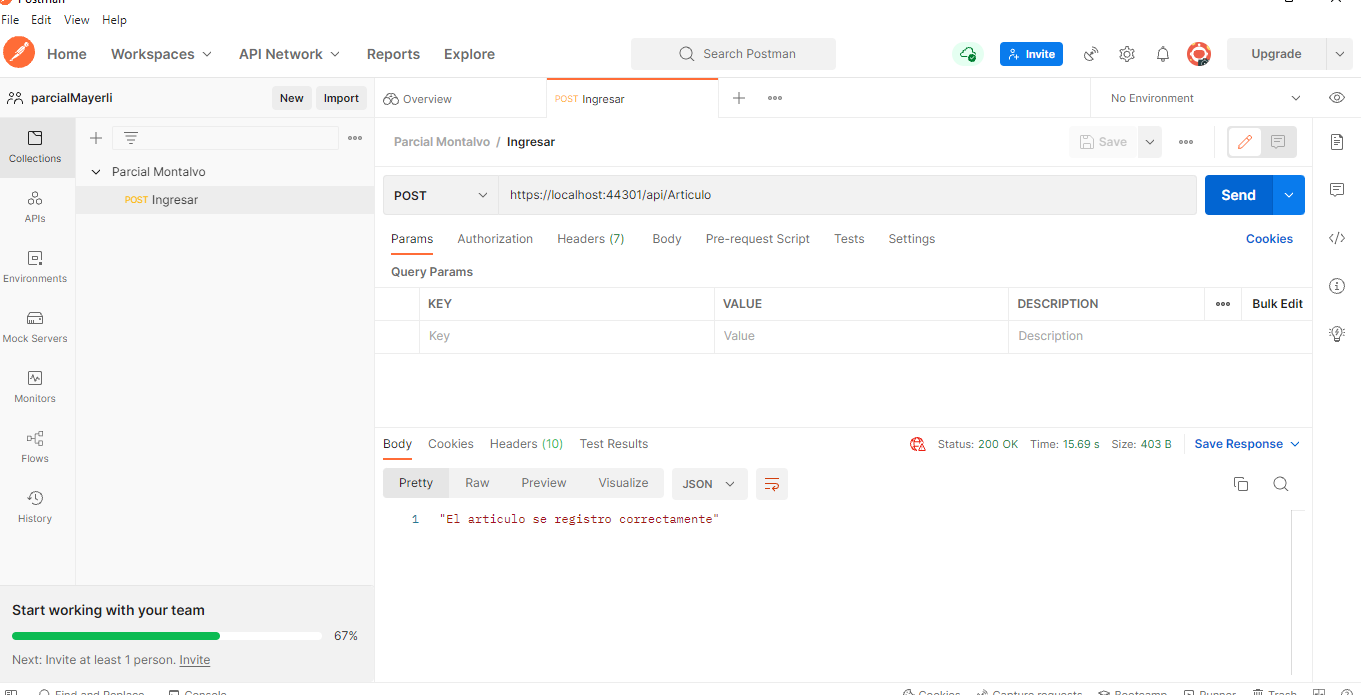 Postman
File Edit View Help
Home Workspaces API Network Reports Explore Search Postman Invite Upgrade
parcialMayerli New Import Overview POST Ingresar No Environment
Collections
APIs
Environments
Mock Servers
Monitors
Flows
History
Parcial Montalvo
POST Ingresar
Parcial Montalvo / Ingresar Save
POST https://localhost:44301/api/Articulo Send
Params Authorization Headers (7) Body Pre-request Script Tests Settings Cookies
Query Params
KEY VALUE DESCRIPTION Bulk Edit
Key Value Description
Body Cookies Headers (10) Test Results Status: 200 OK Time: 15.69 s Size: 403 B Save Response
Pretty Raw Preview Visualize JSON
1 "El articulo se registro correctamente"
Start working with your team
67%
Next: Invite at least 1 person. Invite
Find and Replace Console Cookies Capture requests Bootcamp Runner Trash